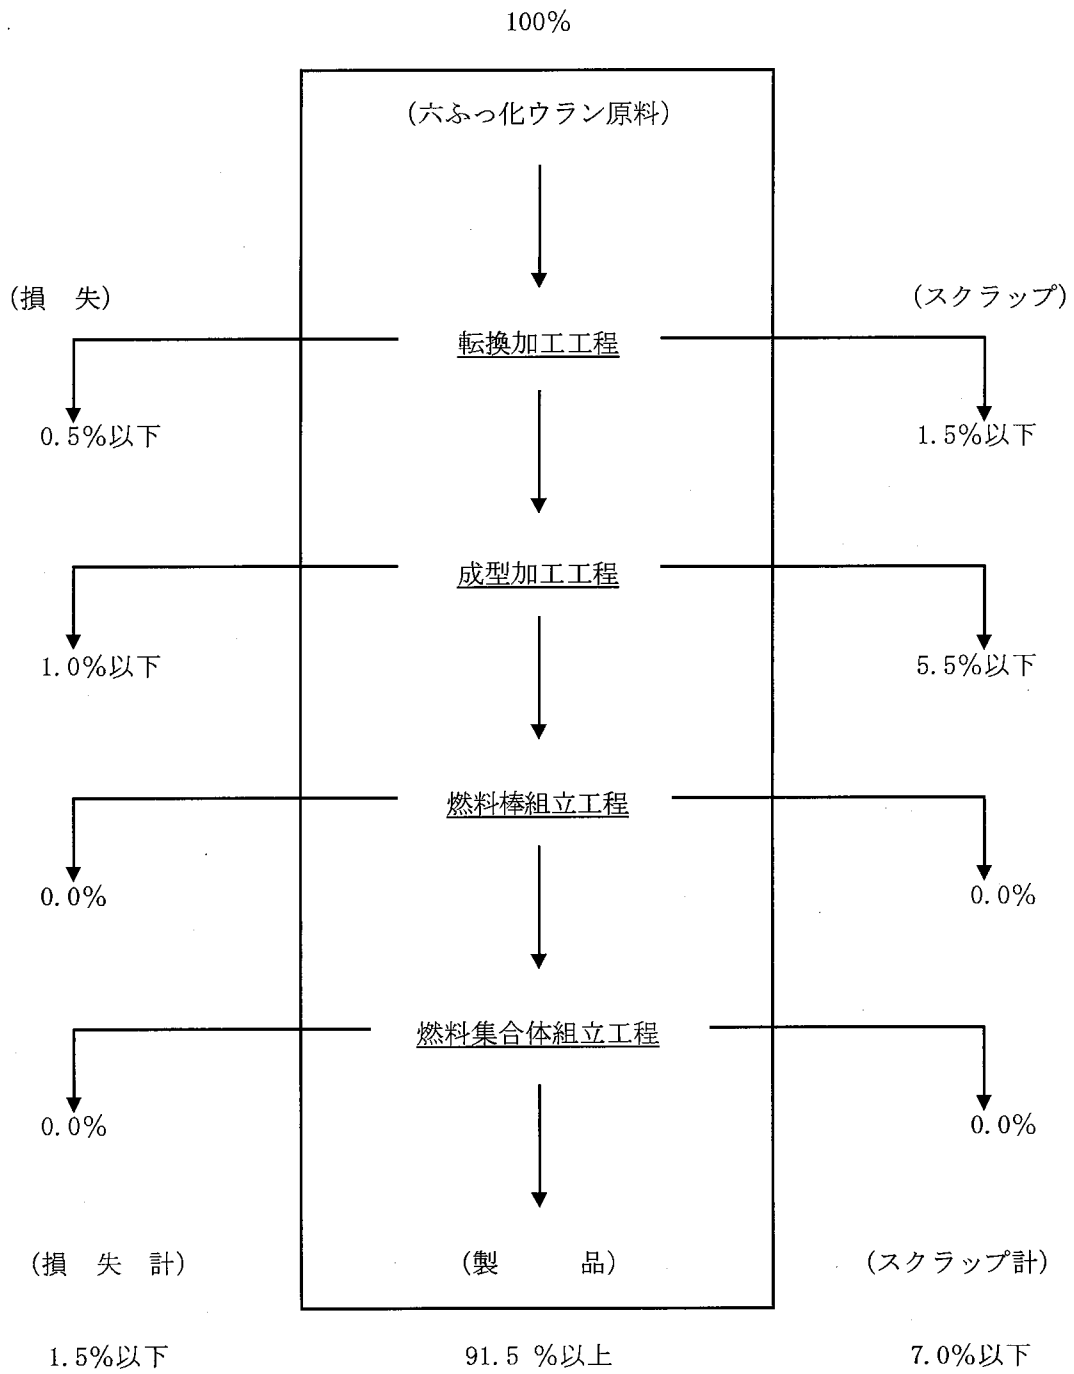 100%
(六ふっ化ウラン原料)
(損　失)
(スクラップ)
転換加工工程
0.5%以下
1.5%以下
成型加工工程
1.0%以下
5.5%以下
燃料棒組立工程
0.0%
0.0%
燃料集合体組立工程
0.0%
0.0%
(損　失　計)
(製　　品)
(スクラップ計)
1.5%以下
91.5 %以上
7.0%以下